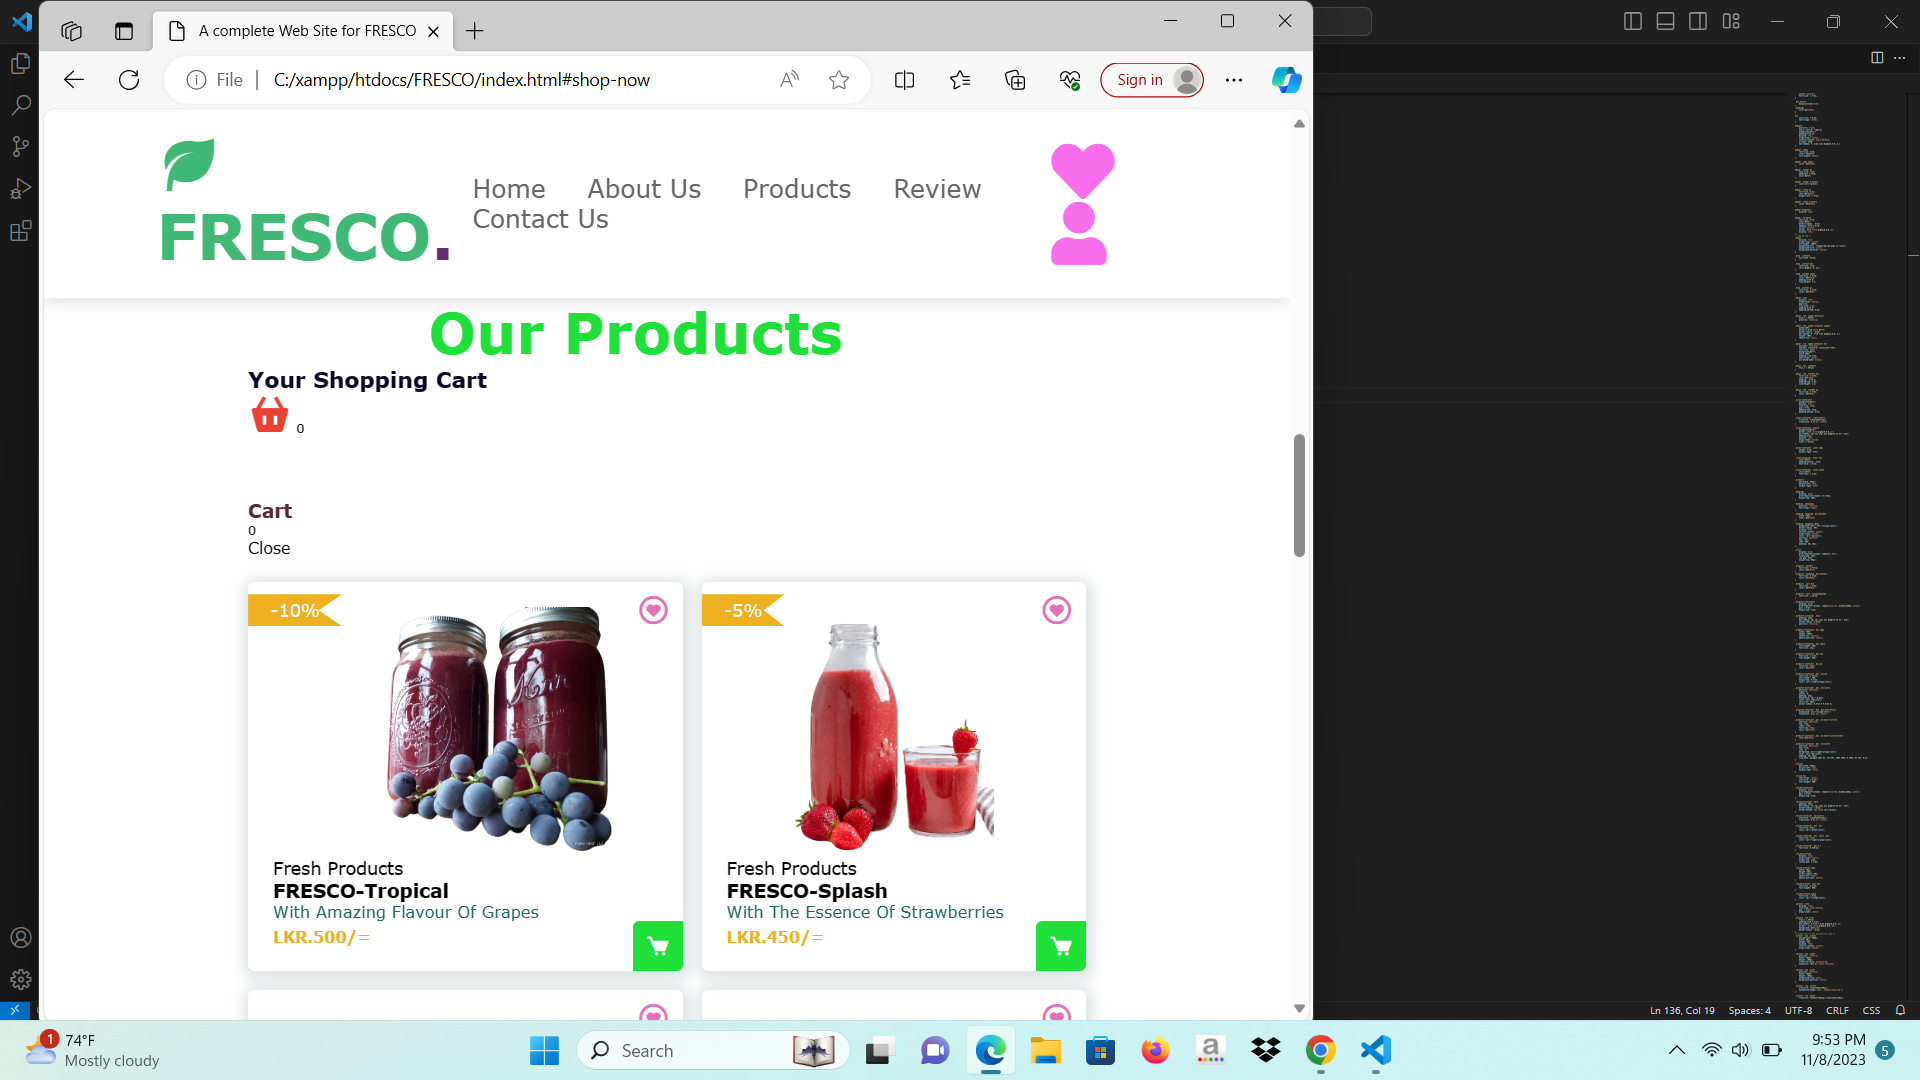 A complete Web Site for FRESCO
File
C:/xampp/htdocs/FRESCO/index.html#shop-now
Sign in
FRESCO.
Home About Us Products Review
Contact Us
Our Products
Your Shopping Cart
0
Cart
0
Close
-10%
-5%
Fresh Products
FRESCO-Tropical
With Amazing Flavour Of Grapes
LKR.500/=
Fresh Products
FRESCO-Splash
With The Essence Of Strawberries
LKR.450/=
Ln 136, Col 19 Spaces: 4 UTF-8 CRLF CSS
1
74°F
Mostly cloudy
Search
9:53 PM
11/8/2023
5